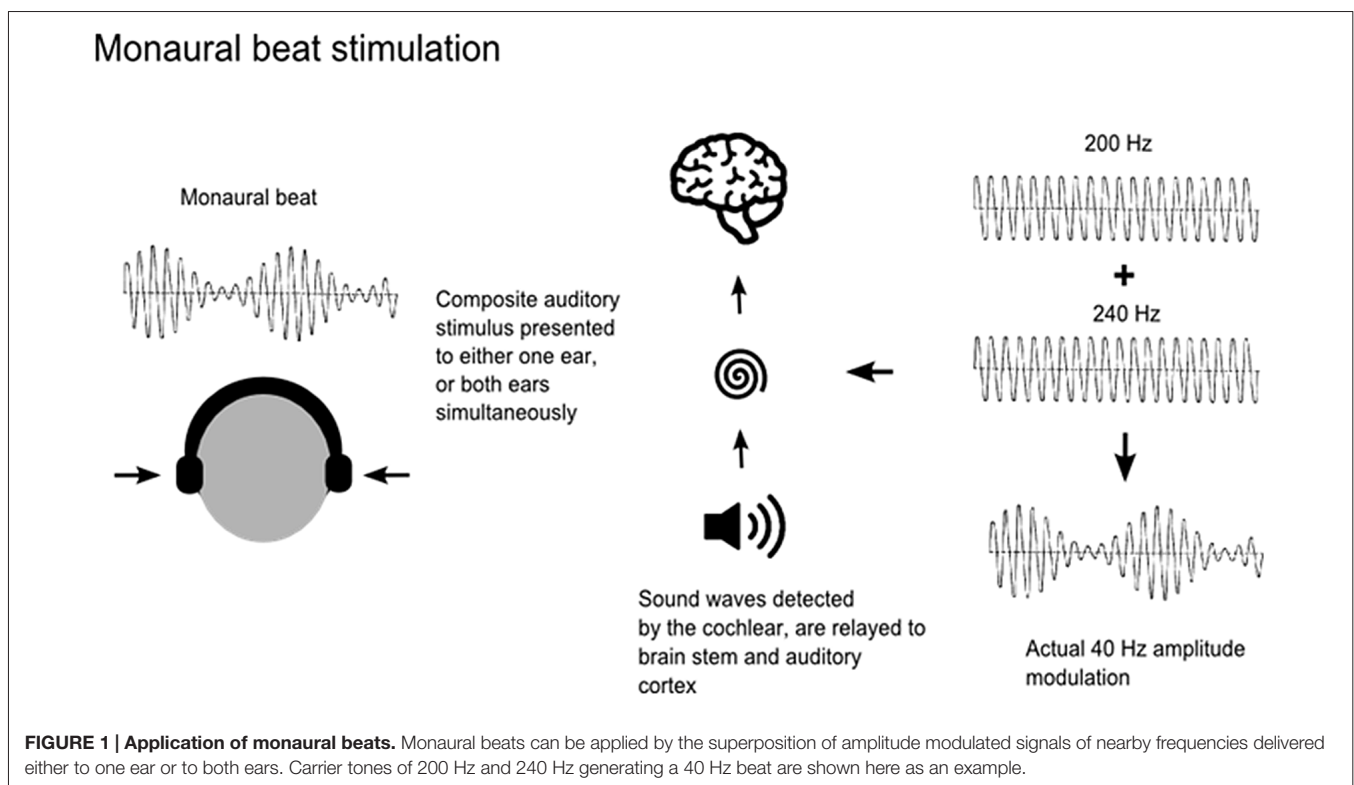 Monaural beat stimulation
Monaural beat
Composite auditory
stimulus presented
to either one ear,
or both ears
simultaneously
Sound waves detected
by the cochlear, are relayed to
brain stem and auditory
cortex
200 Hz
+
240 Hz
Actual 40 Hz amplitude
modulation
FIGURE 1 | Application of monaural beats. Monaural beats can be applied by the superposition of amplitude modulated signals of nearby frequencies delivered
either to one ear or to both ears. Carrier tones of 200 Hz and 240 Hz generating a 40 Hz beat are shown here as an example.